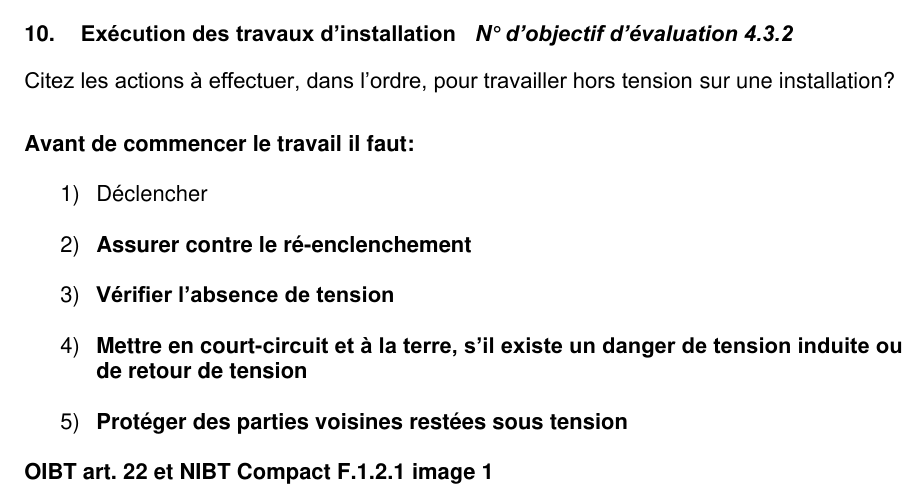 10. Exécution des travaux d'installation N° d'objectif d'évaluation 4.3.2
Citez les actions à effectuer, dans l'ordre, pour travailler hors tension sur une installation?
Avant de commencer le travail il faut:
1) Déclencher
2) Assurer contre le ré-enclenchement
3) Vérifier l'absence de tension
4) Mettre en court-circuit et à la terre, s'il existe un danger de tension induite ou
de retour de tension
5) Protéger des parties voisines restées sous tension
OIBT art. 22 et NIBT Compact F.1.2.1 image 1